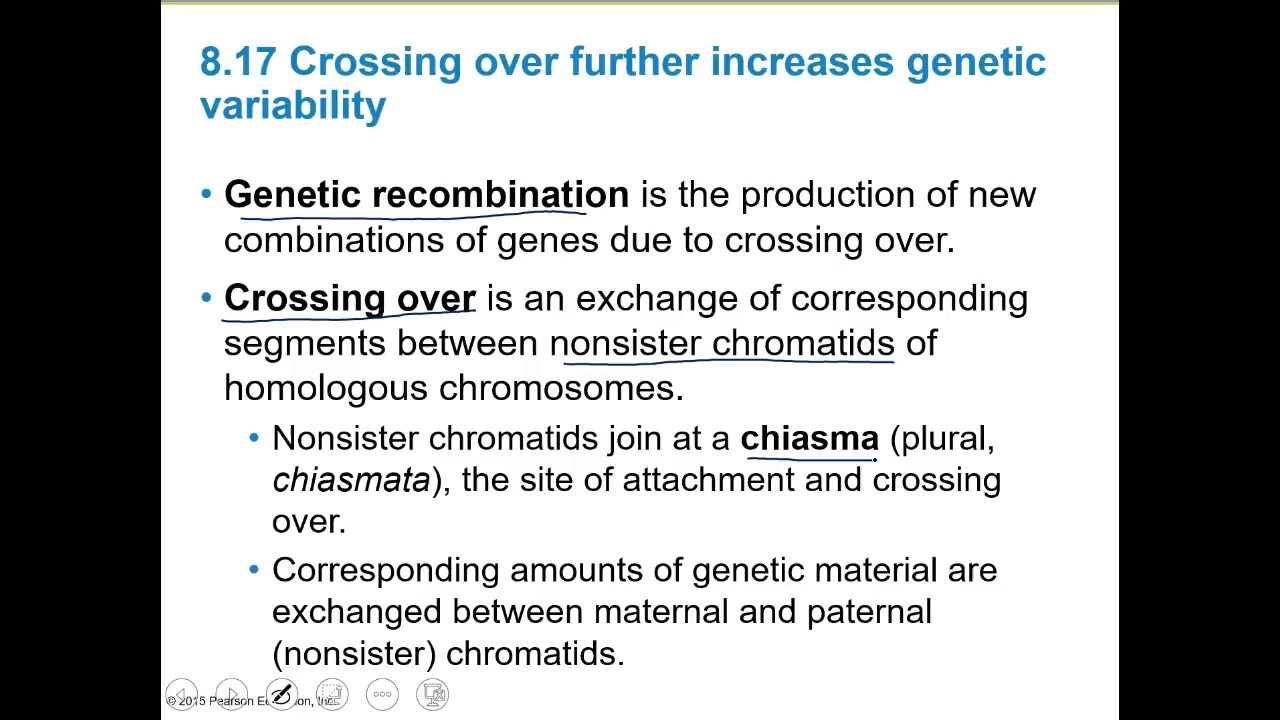 8.17 Crossing over further increases genetic
variability
• Genetic recombination is the production of new
combinations of genes due to crossing over.
• Crossing over is an exchange of corresponding
segments between nonsister chromatids of
homologous chromosomes.
• Nonsister chromatids join at a chiasma (plural,
chiasmata), the site of attachment and crossing
over.
• Corresponding amounts of genetic material are
exchanged between maternal and paternal
(nonsister) chromatids.
© 2015 Pearson Education, Inc.